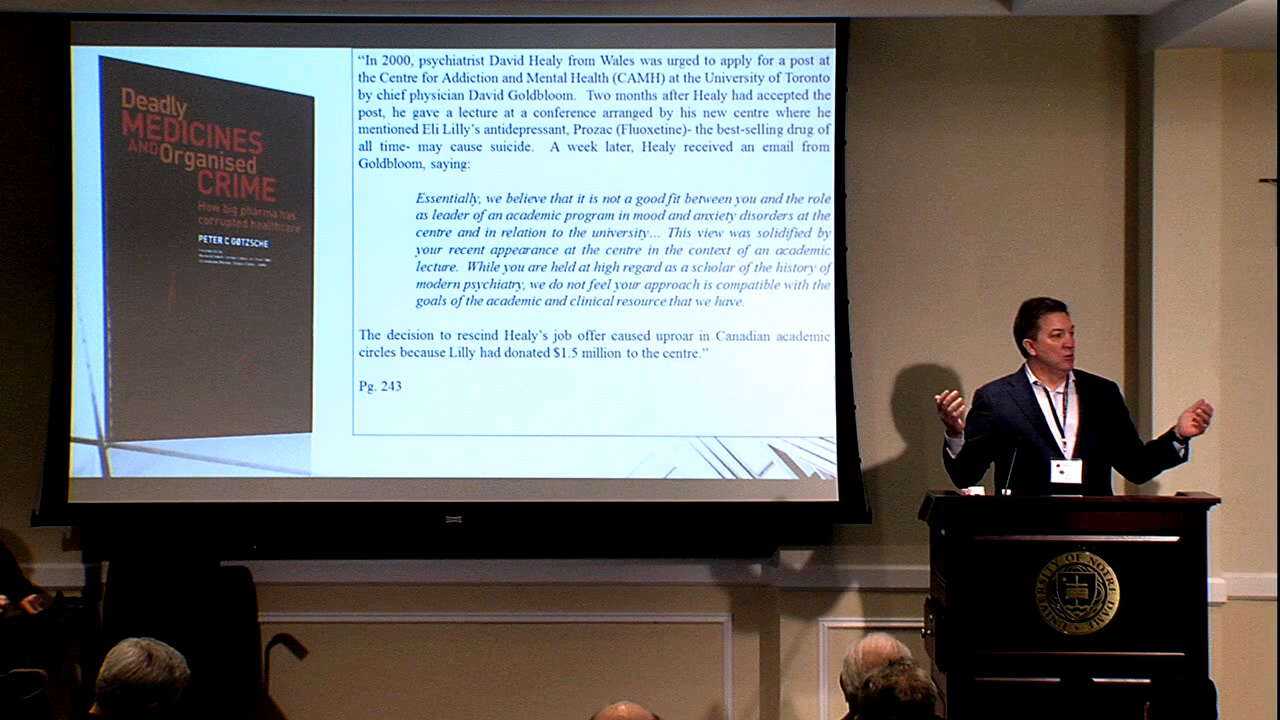 Deadly
MEDICINES
AND Organised
CRIME
How big pharma has
corrupted healthcare
PETER C GØTZSCHE
“In 2000, psychiatrist David Healy from Wales was urged to apply for a post at
the Centre for Addiction and Mental Health (CAMH) at the University of Toronto
by chief physician David Goldbloom. Two months after Healy had accepted the
post, he gave a lecture at a conference arranged by his new centre where he
mentioned Eli Lilly’s antidepressant, Prozac (Fluoxetine)- the best-selling drug of
all time- may cause suicide. A week later, Healy received an email from
Goldbloom, saying:
Essentially, we believe that it is not a good fit between you and the role
as leader of an academic program in mood and anxiety disorders at the
centre and in relation to the university… This view was solidified by
your recent appearance at the centre in the context of an academic
lecture. While you are held at high regard as a scholar of the history of
modern psychiatry, we do not feel your approach is compatible with the
goals of the academic and clinical resource that we have.
The decision to rescind Healy’s job offer caused uproar in Canadian academic
circles because Lilly had donated $1.5 million to the centre.”
Pg. 243
UNIVERSITY OF NOTRE DAME